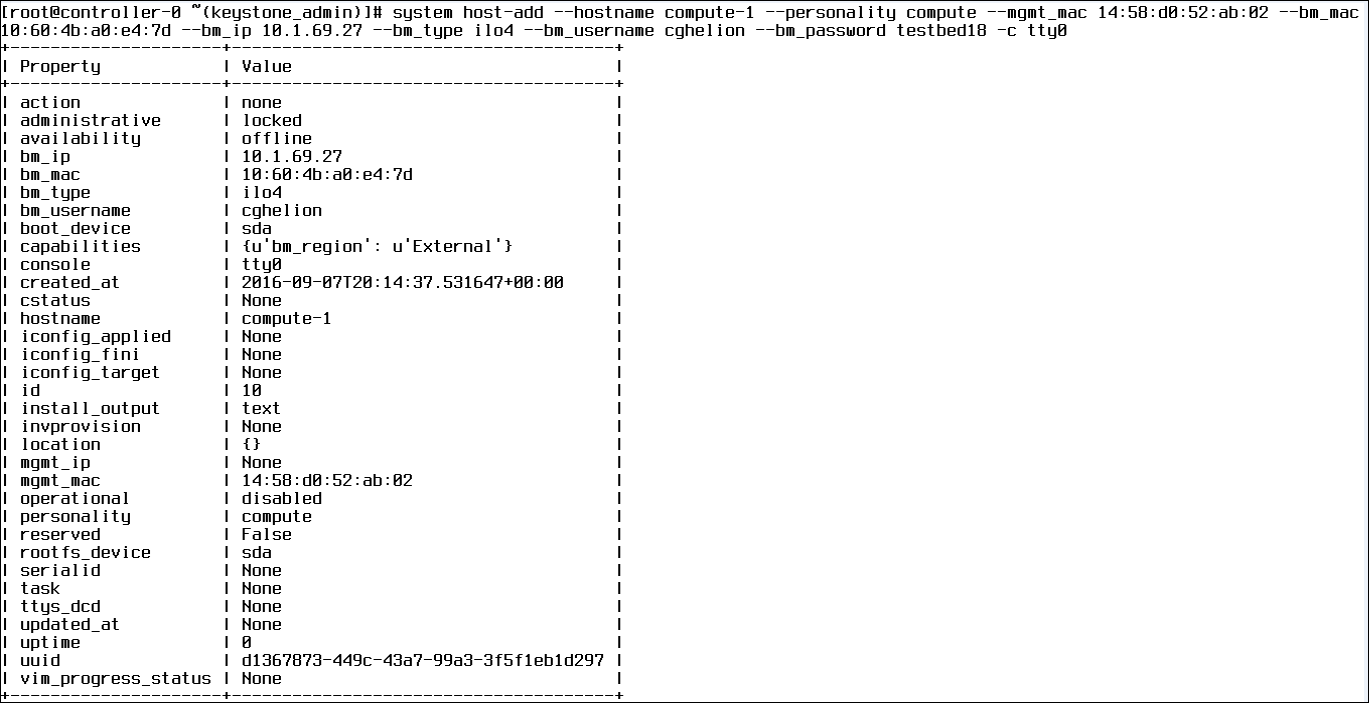 [root@controller-0 ~(keystone_admin)]# system host-add --hostname compute-1 --personality compute --mgmt_mac 14:58:d0:52:ab:02 --bm_mac
10:60:4b:a0:e4:7d --bm_ip 10.1.69.27 --bm_type ilo4 --bm_username cghelion --bm_password testbed18 -c tty0
+---------------------+--------------------------------------+
| Property            | Value                                |
+---------------------+--------------------------------------+
| action              | none                                 |
| administrative      | locked                               |
| availability        | offline                              |
| bm_ip               | 10.1.69.27                           |
| bm_mac              | 10:60:4b:a0:e4:7d                    |
| bm_type             | ilo4                                 |
| bm_username         | cghelion                             |
| boot_device         | sda                                  |
| capabilities        | {u'bm_region': u'External'}          |
| console             | tty0                                 |
| created_at          | 2016-09-07T20:14:37.531647+00:00     |
| cstatus             | None                                 |
| hostname            | compute-1                            |
| iconfig_applied     | None                                 |
| iconfig_fini        | None                                 |
| iconfig_target      | None                                 |
| id                  | 10                                   |
| install_output      | text                                 |
| invprovision        | None                                 |
| location            | {}                                   |
| mgmt_ip             | None                                 |
| mgmt_mac            | 14:58:d0:52:ab:02                    |
| operational         | disabled                             |
| personality         | compute                              |
| reserved            | False                                |
| rootfs_device       | sda                                  |
| serialid            | None                                 |
| task                | None                                 |
| ttys_dcd            | None                                 |
| updated_at          | None                                 |
| uptime              | 0                                    |
| uuid                | d1367873-449c-43a7-99a3-3f5f1eb1d297 |
| vim_progress_status | None                                 |
+---------------------+--------------------------------------+